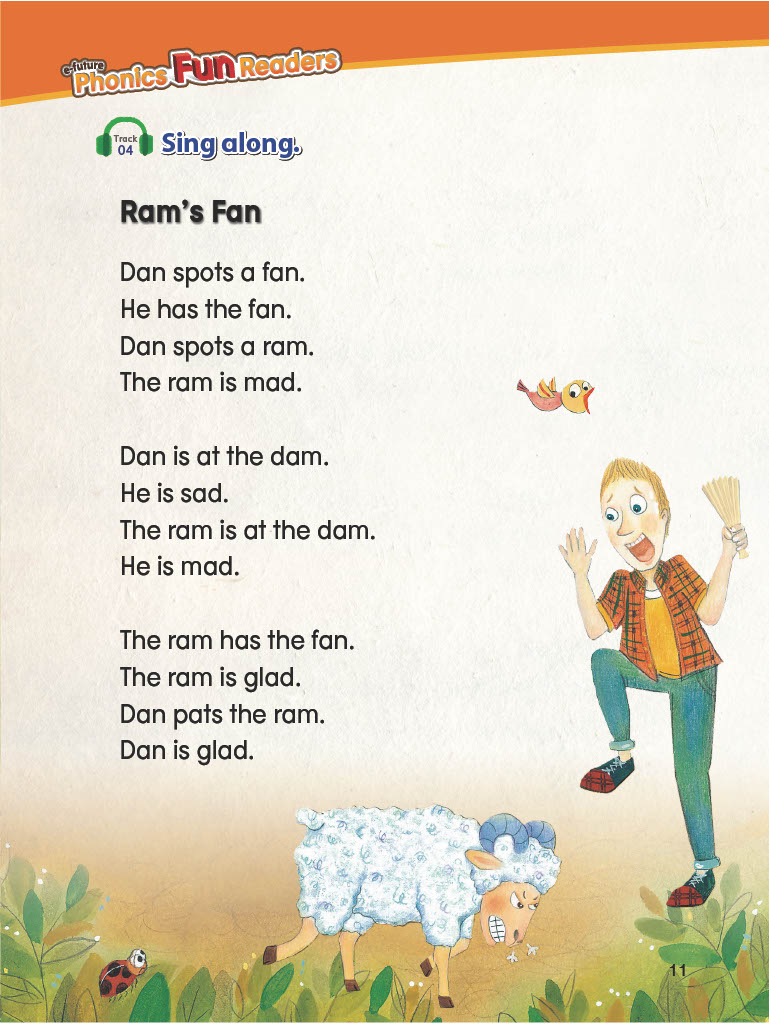 e-future
Phonics Fun Readers
Track
04
Sing along.
Ram's Fan
Dan spots a fan.
He has the fan.
Dan spots a ram.
The ram is mad.
Dan is at the dam.
He is sad.
The ram is at the dam.
He is mad.
The ram has the fan.
The ram is glad.
Dan pats the ram.
Dan is glad.
11